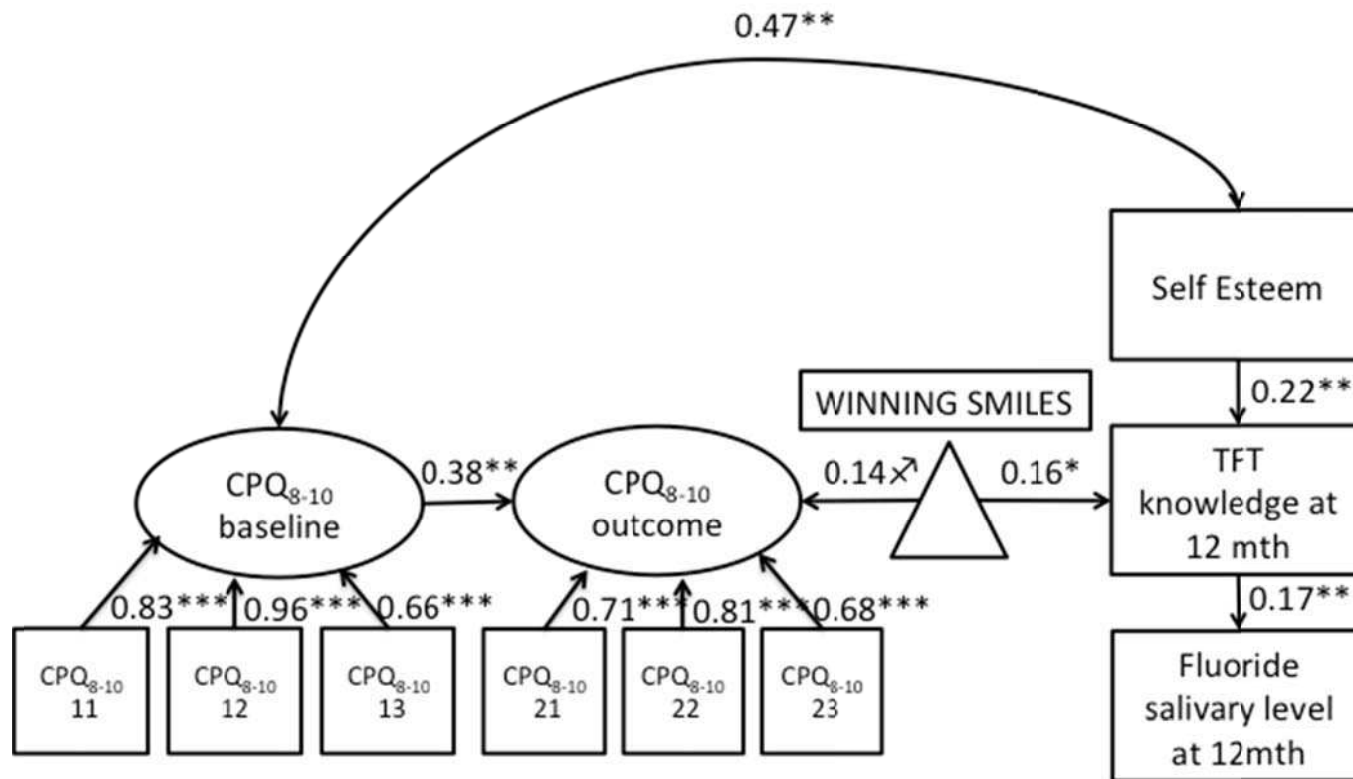 0.47**
Self Esteem
0.22**
WINNING SMILES
CPQ8-10
baseline
0.38**
CPQ8-10
outcome
0.14♐
0.16*
TFT
knowledge at
12 mth
0.17**
0.83***
0.96***
0.66***
0.71***
0.81***
0.68***
CPQ8-10
11
CPQ8-10
12
CPQ8-10
13
CPQ8-10
21
CPQ8-10
22
CPQ8-10
23
Fluoride
salivary level
at 12mth